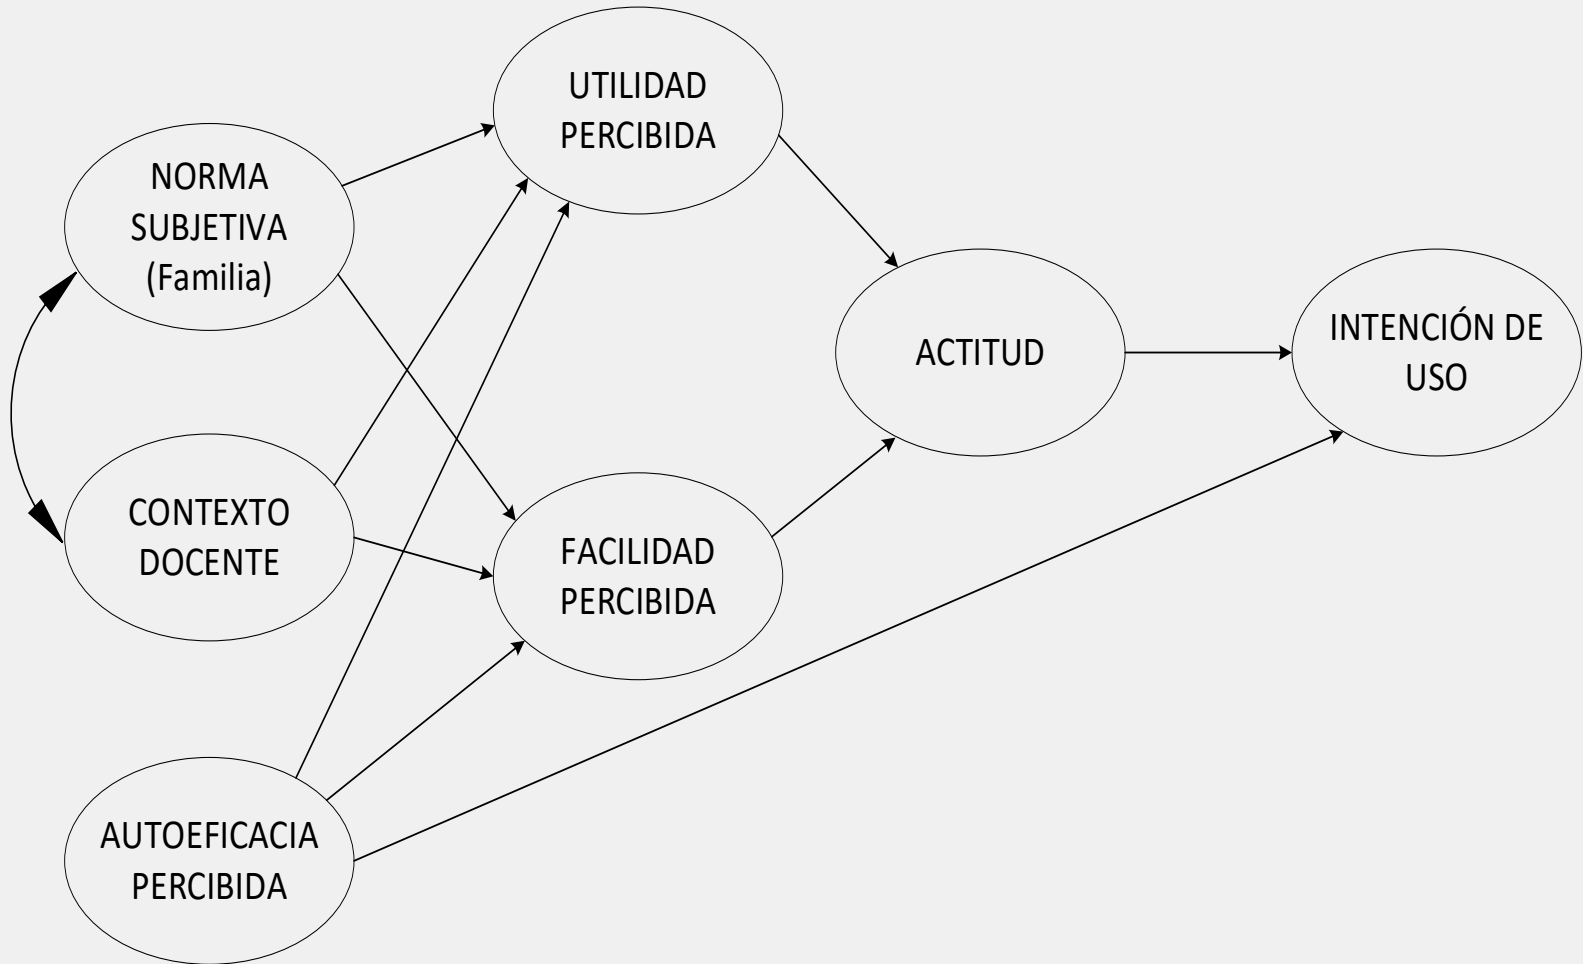 UTILIDAD
PERCIBIDA
NORMA
SUBJETIVA
(Familia)
ACTITUD
INTENCIÓN DE
USO
CONTEXTO
DOCENTE
FACILIDAD
PERCIBIDA
AUTOEFICACIA
PERCIBIDA